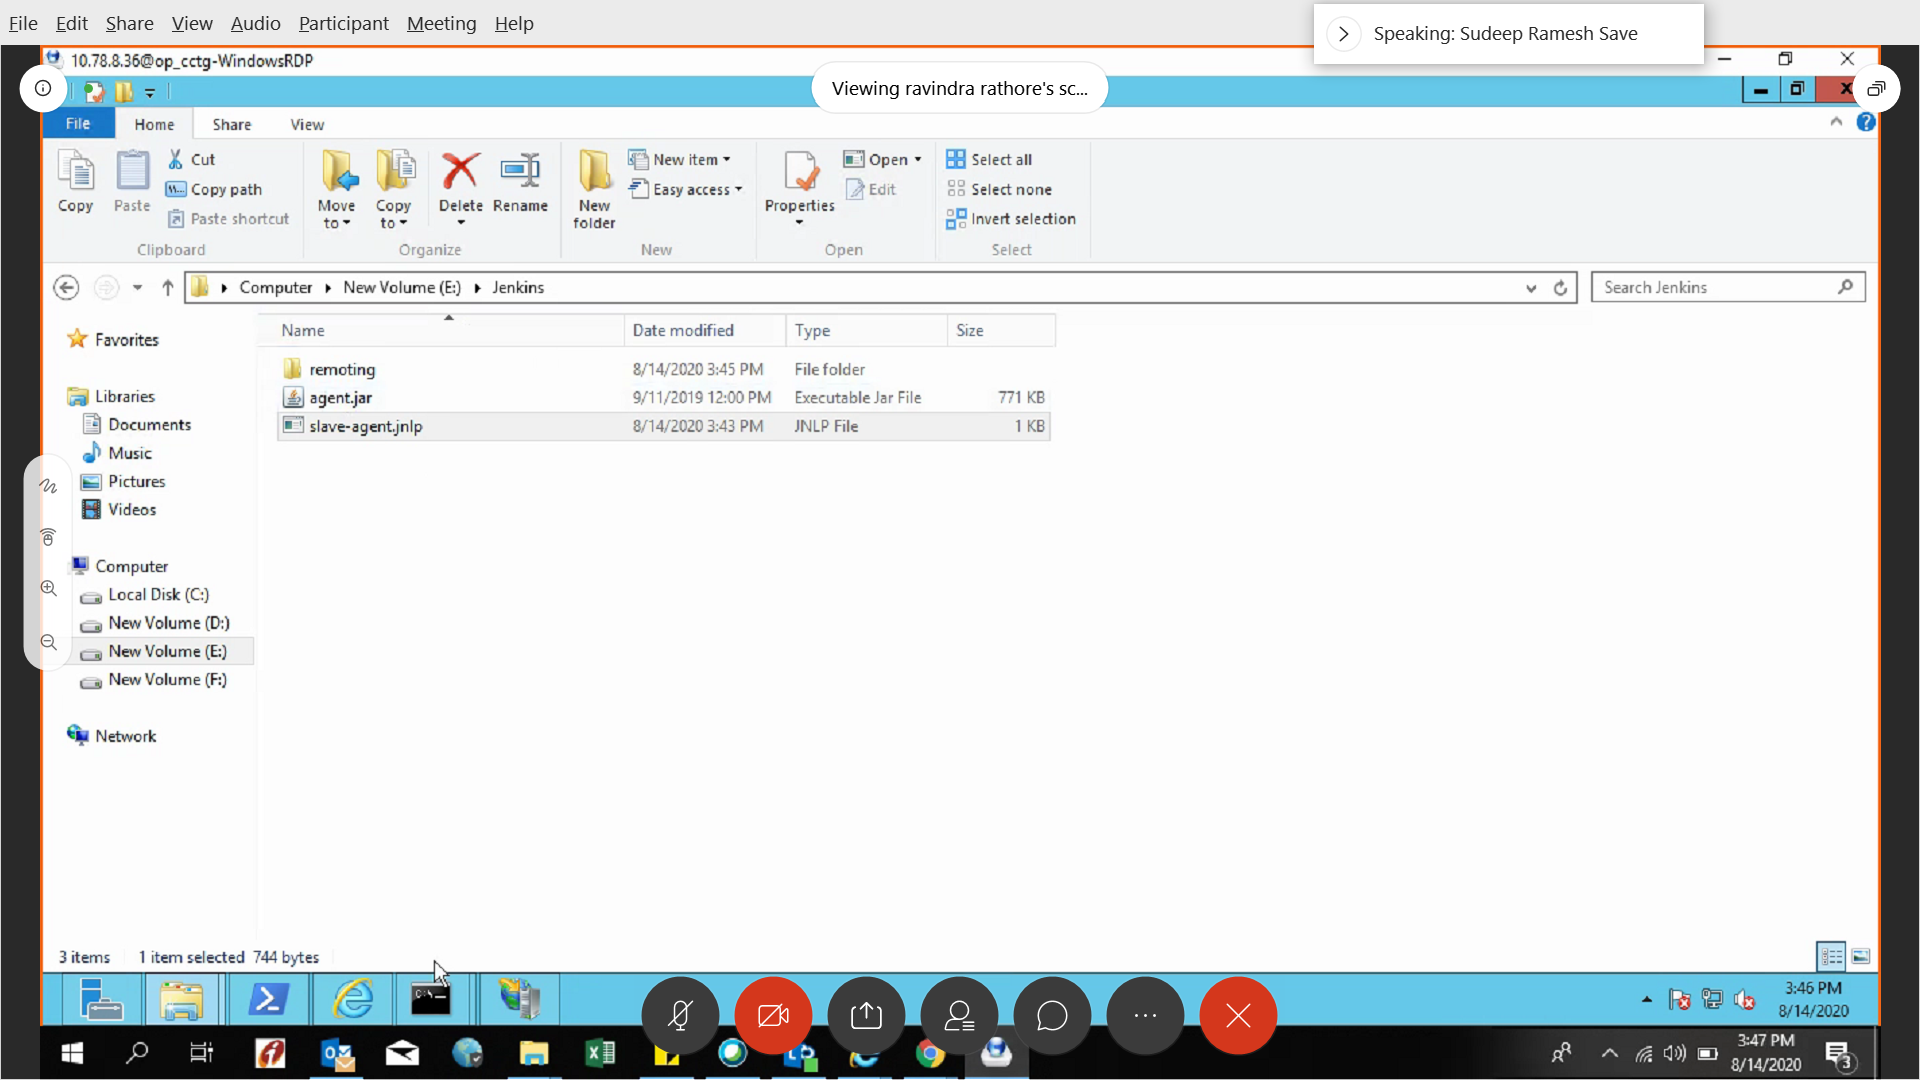 File Edit Share View Audio Participant Meeting Help
Speaking: Sudeep Ramesh Save
10.78.8.36@op_cctg-WindowsRDP
Viewing ravindra rathore's sc...
File Home Share View
Copy
Paste
Cut
Copy path
Paste shortcut
Clipboard
Move to
Copy to
Delete
Rename
Organize
New folder
New item
Easy access
New
Properties
Open
Edit
Open
Select all
Select none
Invert selection
Select
Computer New Volume (E:) Jenkins
Search Jenkins
Favorites
Libraries
Documents
Music
Pictures
Videos
Computer
Local Disk (C:)
New Volume (D:)
New Volume (E:)
New Volume (F:)
Network
Name Date modified Type Size
remoting 8/14/2020 3:45 PM File folder
agent.jar 9/11/2019 12:00 PM Executable Jar File 771 KB
slave-agent.jnlp 8/14/2020 3:43 PM JNLP File 1 KB
3 items 1 item selected 744 bytes
3:46 PM
8/14/2020
3:47 PM
8/14/2020
3